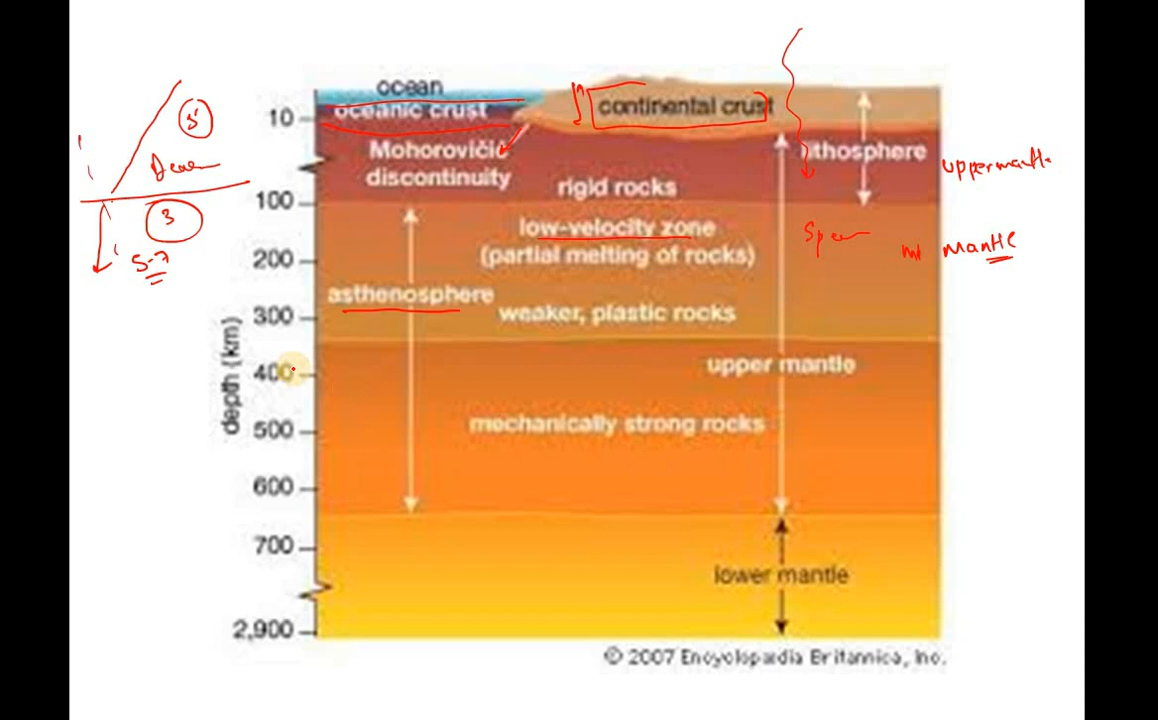 ocean
oceanic crust
continental crust
10
Mohorovičić
discontinuity
lithosphere
upper mantle
rigid rocks
100
3
5-7
low-velocity zone
(partial melting of rocks)
mantle
200
asthenosphere
300
weaker, plastic rocks
depth (km)
400
upper mantle
500
mechanically strong rocks
600
700
lower mantle
2,900
© 2007 Encyclopædia Britannica, Inc.